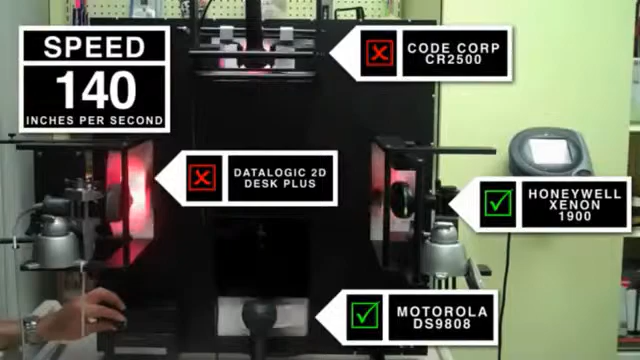 SPEED
140
INCHES PER SECOND
CODE CORP
CR2500
DATALOGIC 2D
DESK PLUS
HONEYWELL
XENON
1900
MOTOROLA
DS9808